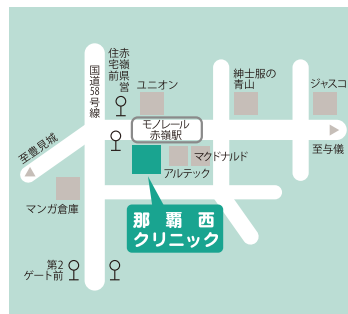 赤嶺県営
住宅前
国道58号線
ユニオン
紳士服の
青山
ジャスコ
モノレール
赤嶺駅
至豊見城
至与儀
マクドナルド
アルテック
マンガ倉庫
那覇西
クリニック
第2
ゲート前